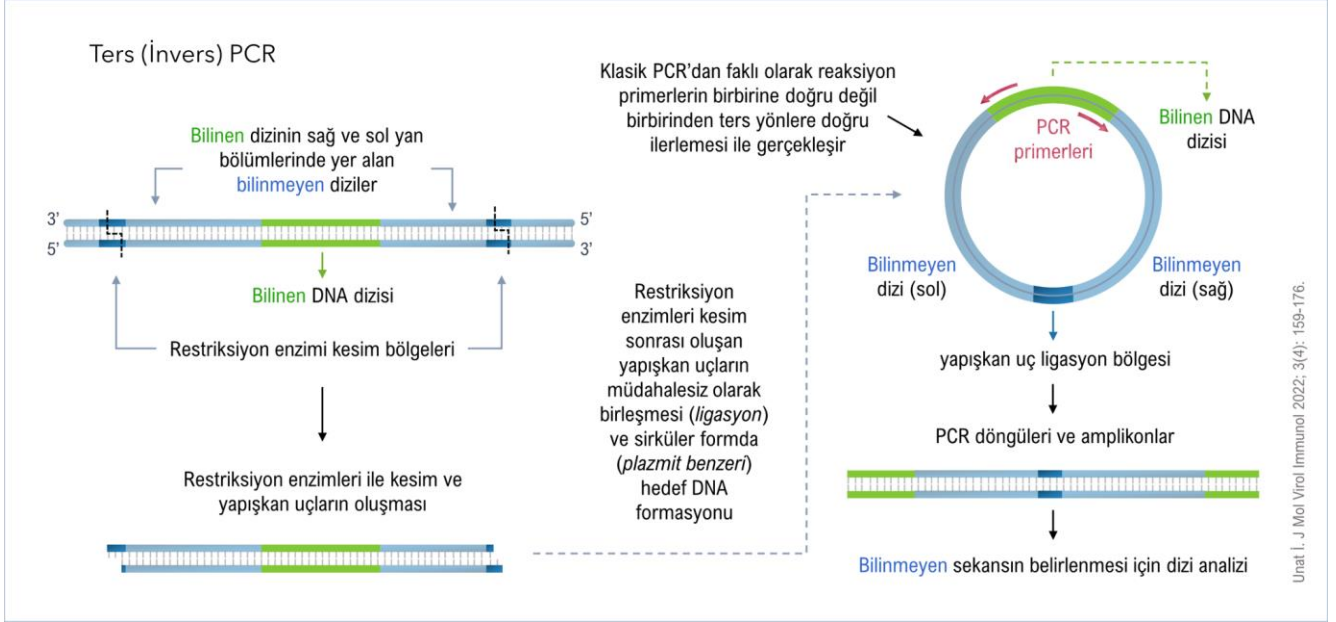 Ters (İnvers) PCR
Bilinen dizinin sağ ve sol yan
bölümlerinde yer alan
bilinmeyen diziler
3’
5’
5’
3’
Bilinen DNA dizisi
Restriksiyon enzimi kesim bölgeleri
Restriksiyon enzimleri ile kesim ve
yapışkan uçların oluşması
Restriksiyon
enzimleri kesim
sonrası oluşan
yapışkan uçların
müdahalesiz olarak
birleşmesi (ligasyon)
ve sirküler formda
(plazmit benzeri)
hedef DNA
formasyonu
Klasik PCR’dan faklı olarak reaksiyon
primerlerin birbirine doğru değil
birbirinden ters yönlere doğru
ilerlemesi ile gerçekleşir
PCR
primerleri
Bilinen DNA
dizisi
Bilinmeyen
dizi (sol)
Bilinmeyen
dizi (sağ)
yapışkan uç ligasyon bölgesi
PCR döngüleri ve amplikonlar
Bilinmeyen sekansın belirlenmesi için dizi analizi
Unat İ. J Mol Virol Immunol 2022; 3(4): 159-176.